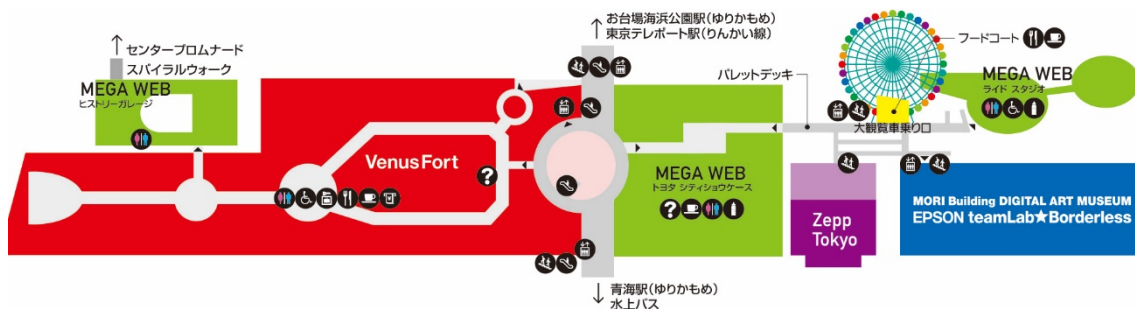 お台場海浜公園駅(ゆりかもめ)
東京テレポート駅(りんかい線)
センタープロムナード
スパイラルウォーク
MEGA WEB
ヒストリーガレージ
フードコート
パレットデッキ
MEGA WEB
ライド スタジオ
大観覧車乗り口
VenusFort
?
MEGA WEB
トヨタ シティショウケース
?
Zepp
Tokyo
MORI Building DIGITAL ART MUSEUM
EPSON teamLab★Borderless
青海駅(ゆりかもめ)
水上バス